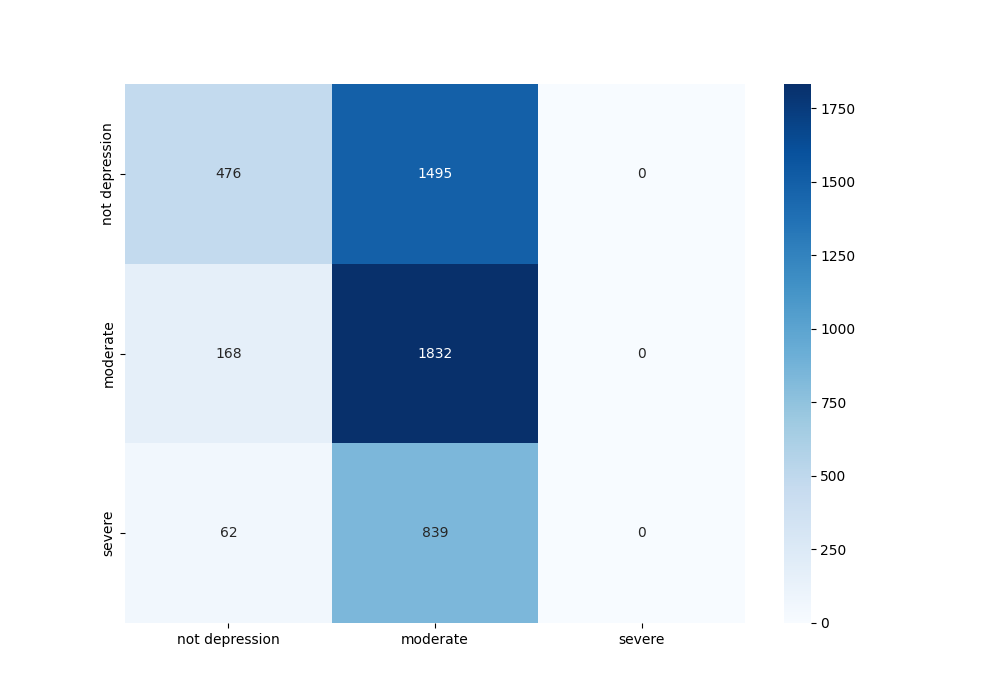 not depression
476
1495
0
moderate
168
1832
0
severe
62
839
0
not depression
moderate
severe
1750
1500
1250
1000
750
500
250
0